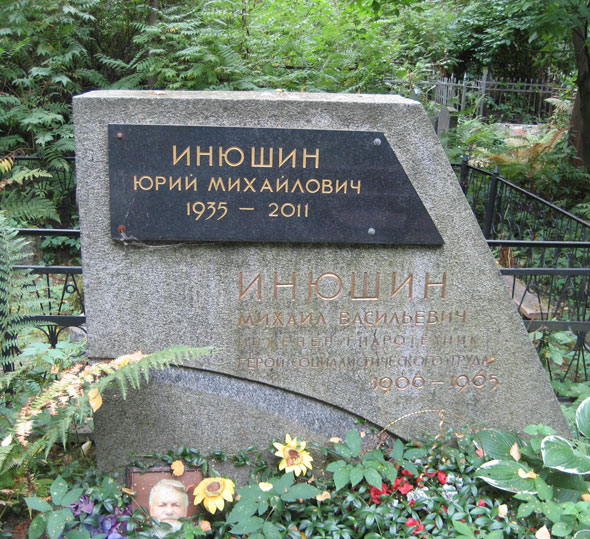 ИНЮШИН
ЮРИЙ МИХАЙЛОВИЧ
1935 – 2011
ИНЮШИН
МИХАИЛ ВАСИЛЬЕВИЧ
ИНЖЕНЕР ГИДРОТЕХНИК
ГЕРОЙ СОЦИАЛИСТИЧЕСКОГО ТРУДА
1906–1965